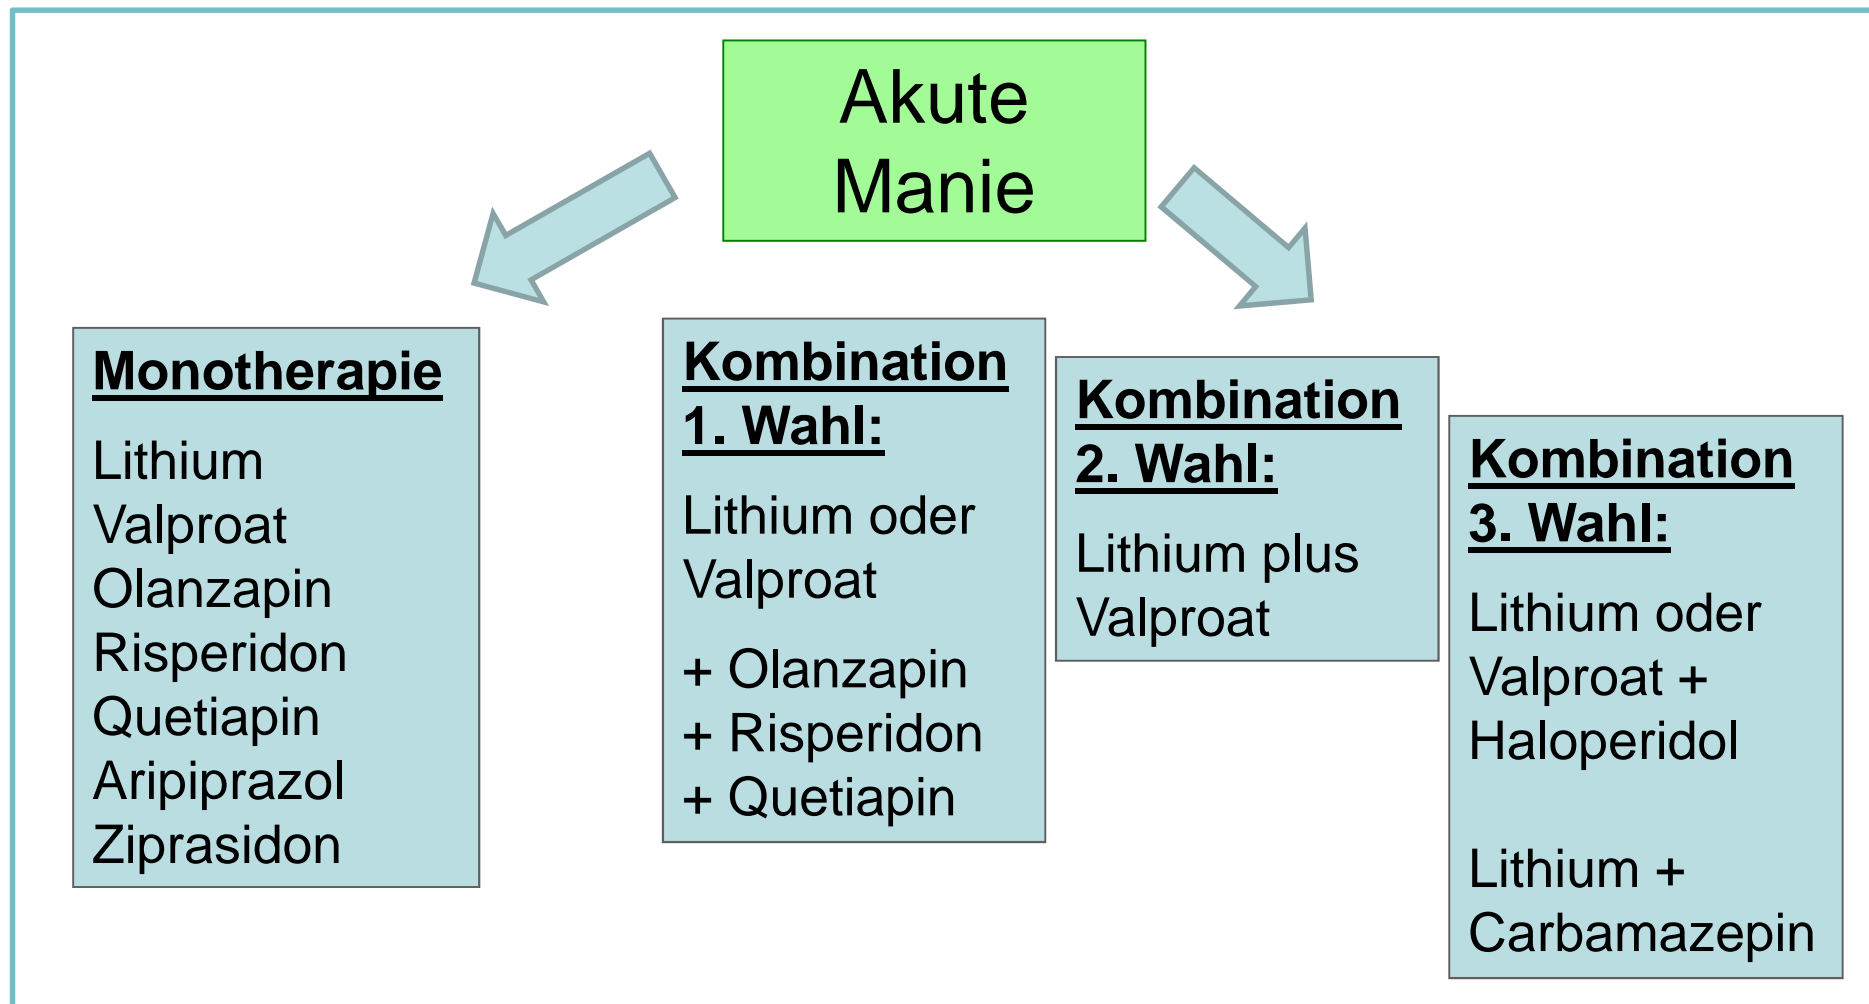 Akute
Manie
Monotherapie
Lithium
Valproat
Olanzapin
Risperidon
Quetiapin
Aripiprazol
Ziprasidon
Kombination
1. Wahl:
Lithium oder
Valproat
+ Olanzapin
+ Risperidon
+ Quetiapin
Kombination
2. Wahl:
Lithium plus
Valproat
Kombination
3. Wahl:
Lithium oder
Valproat +
Haloperidol
Lithium +
Carbamazepin